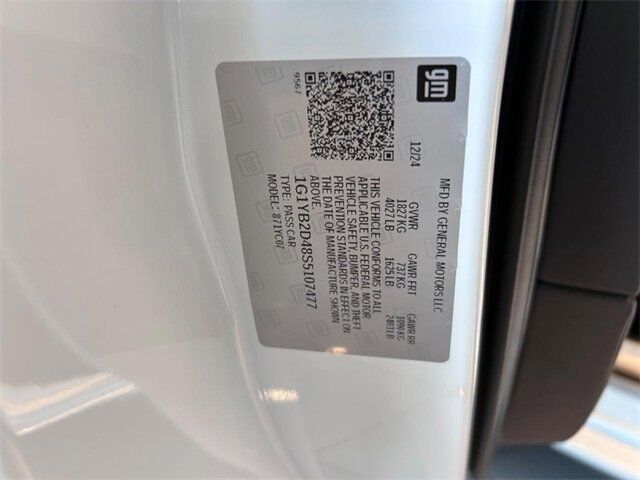 gm
MFD BY GENERAL MOTORS LLC
12/24
GVWR GAWR FRT GAWR RR
1827KG 737KG 1090KG
4027LB 1625LB 2403LB
THIS VEHICLE CONFORMS TO ALL
APPLICABLE U.S. FEDERAL MOTOR
VEHICLE SAFETY, BUMPER, AND THEFT
PREVENTION STANDARDS IN EFFECT ON
THE DATE OF MANUFACTURE SHOWN
ABOVE.
1G1YB2D48S5107477
TYPE: PASS CAR
MODEL: 871YC07
9567